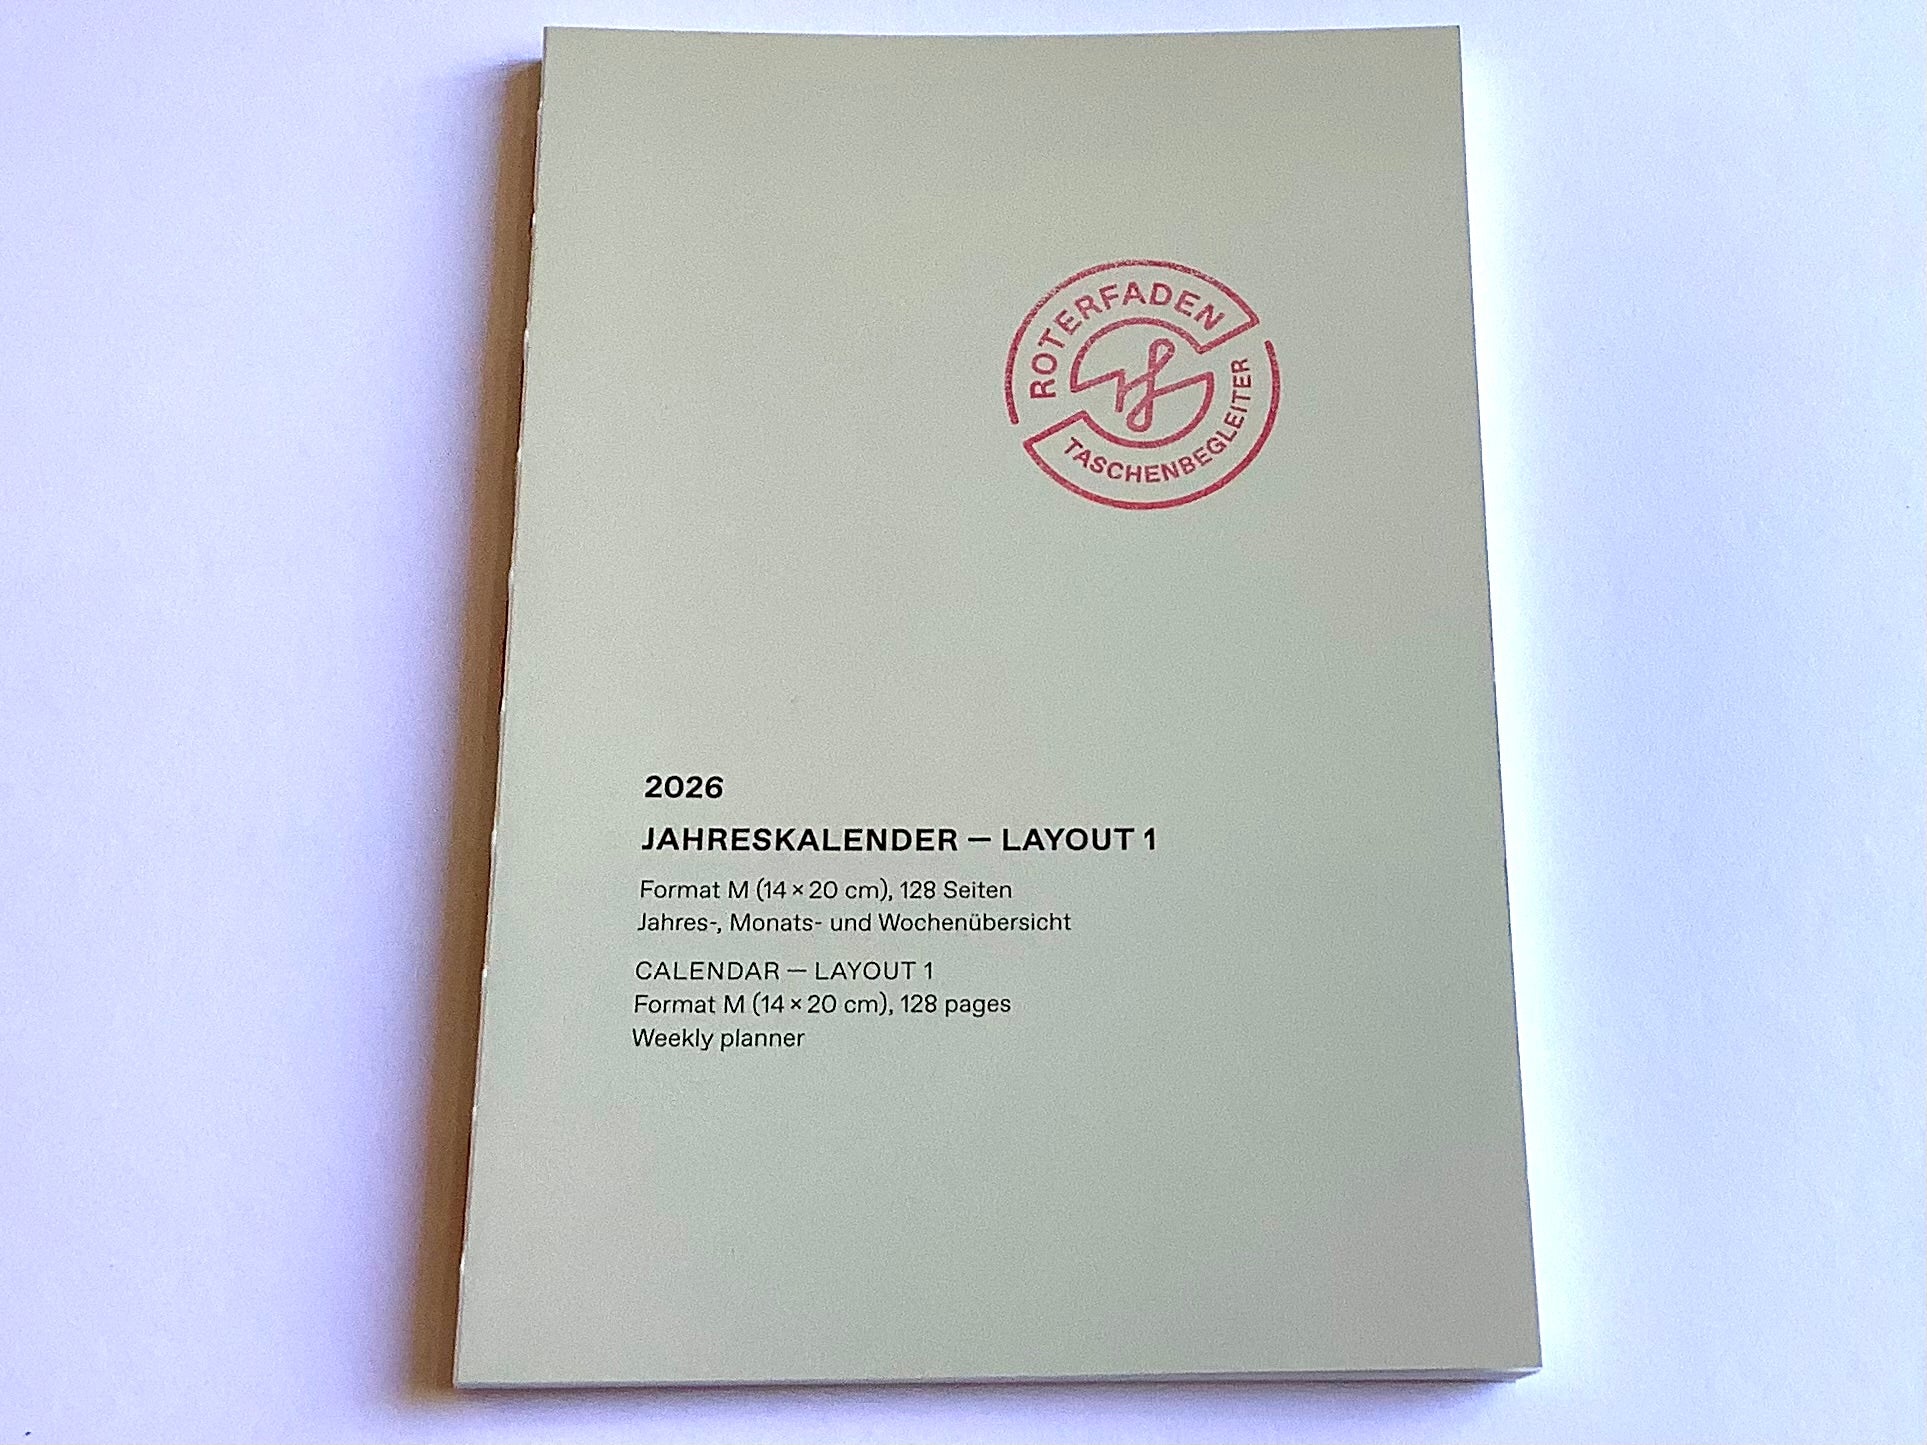 ROTERFADEN
rf
TASCHENBEGLEITER
2026
JAHRESKALENDER — LAYOUT 1
Format M (14 × 20 cm), 128 Seiten
Jahres-, Monats- und Wochenübersicht
CALENDAR — LAYOUT 1
Format M (14 × 20 cm), 128 pages
Weekly planner